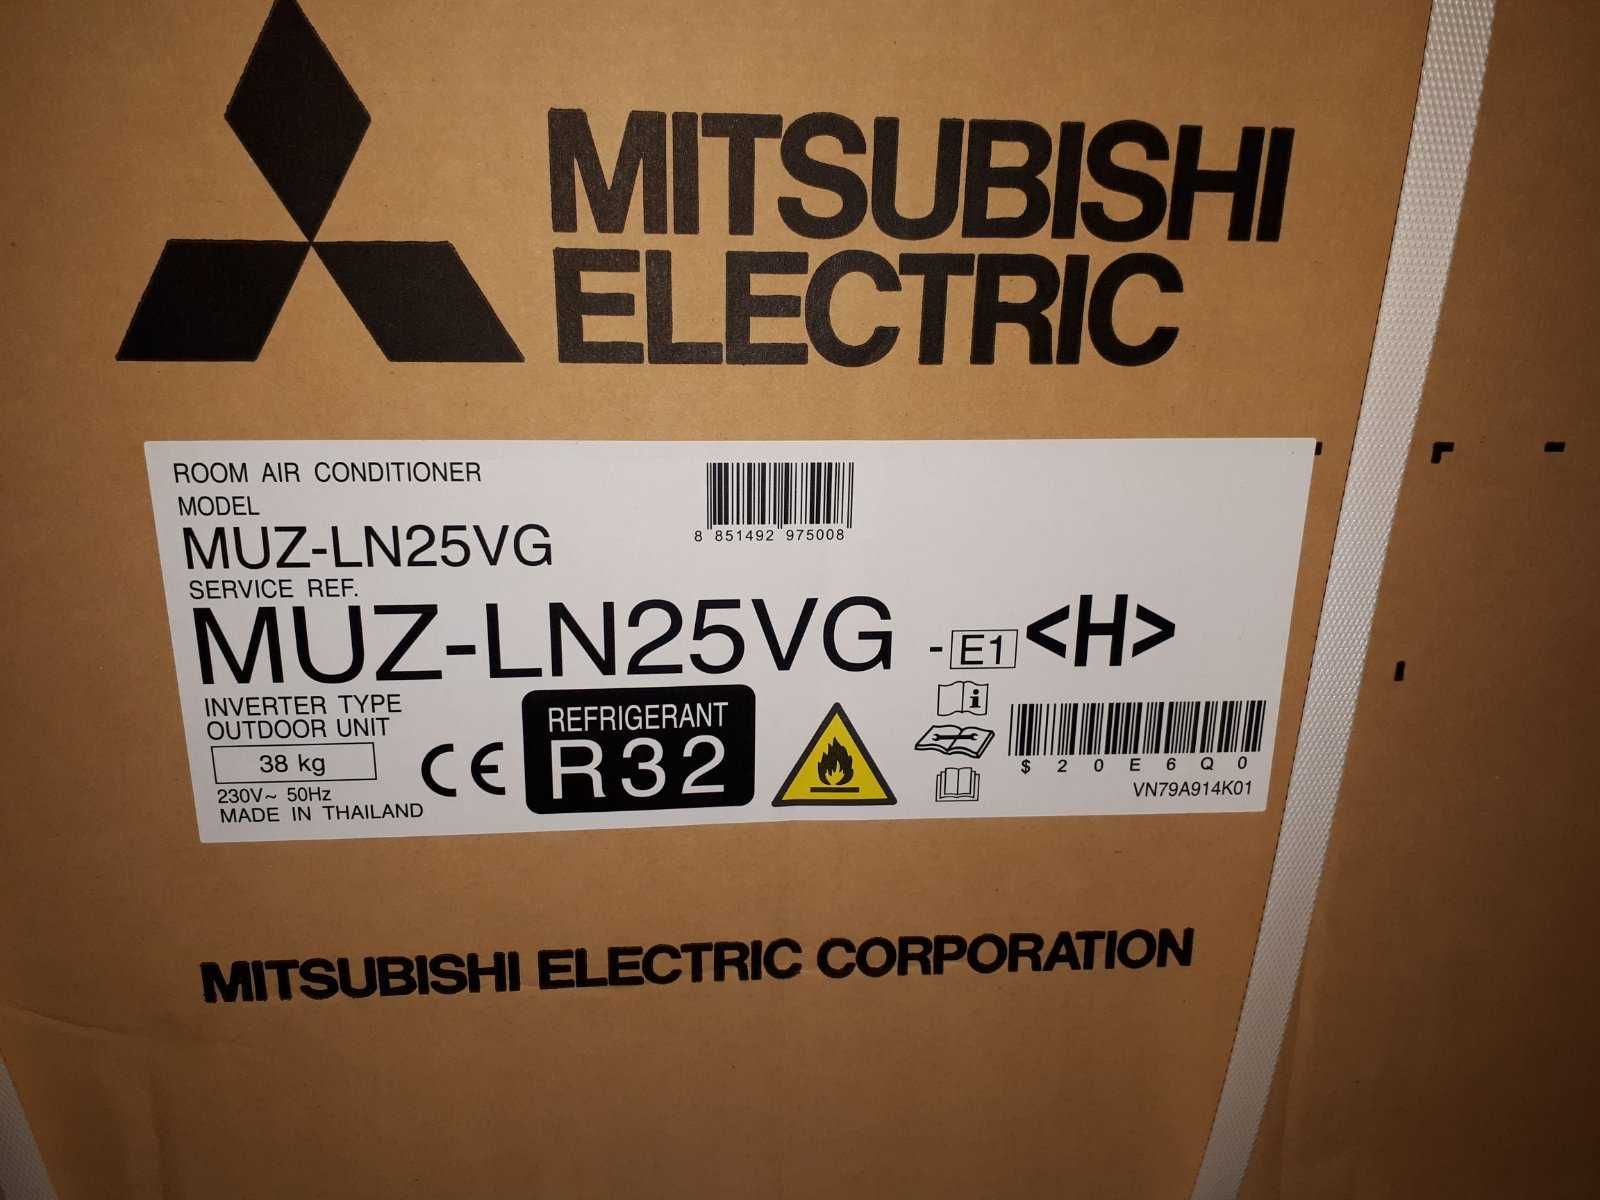 MITSUBISHI
ELECTRIC
ROOM AIR CONDITIONER
MODEL
MUZ-LN25VG
8 851492 975008
SERVICE REF.
MUZ-LN25VG -E1 <H>
INVERTER TYPE
OUTDOOR UNIT
38 kg
230V~ 50Hz
MADE IN THAILAND
CE
REFRIGERANT
R32
i
$ 2 0 E 6 Q 0
VN79A914K01
MITSUBISHI ELECTRIC CORPORATION